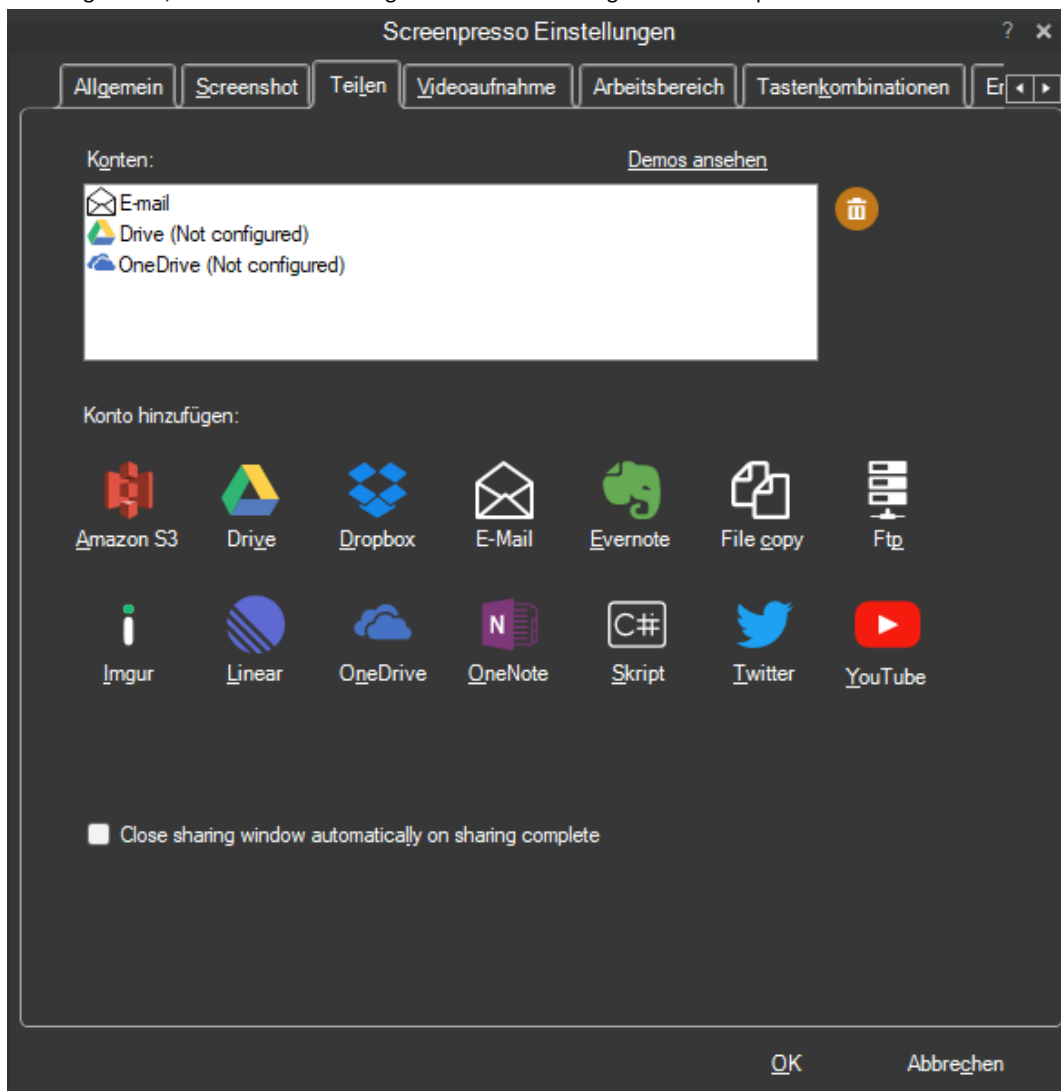 Screenpresso Einstellungen ?
Allgemein Screenshot Teilen Videoaufnahme Arbeitsbereich Tastenkombinationen
Konten: Demos ansehen
E-mail
Drive (Not configured)
OneDrive (Not configured)
Konto hinzufügen:
Amazon S3 Drive Dropbox E-Mail Evernote File copy Ftp
N C#
Imgur Linear OneDrive OneNote Skript Twitter YouTube
Close sharing window automatically on sharing complete
OK Abbrechen